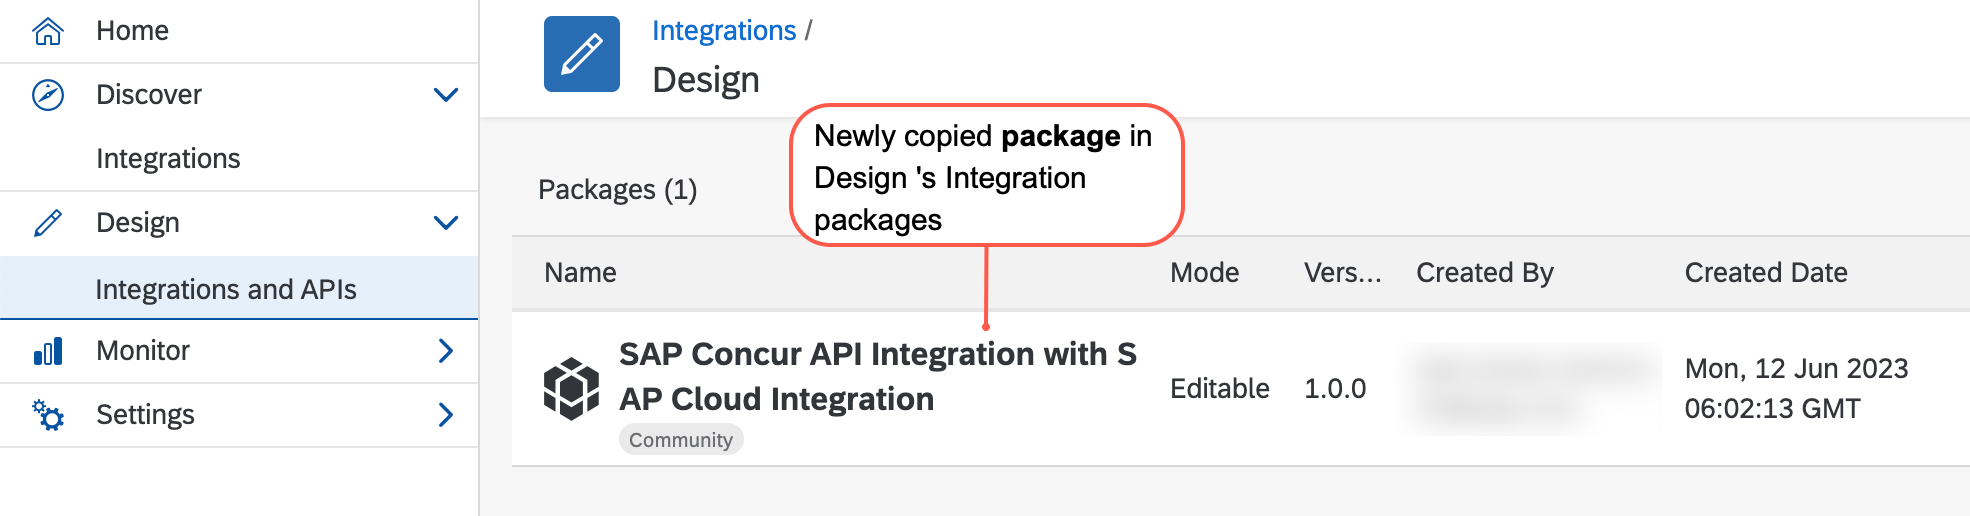 Home
Discover
Integrations
Design
Integrations and APIs
Monitor
Settings
Integrations /
Design
Newly copied package in
Design 's Integration
packages
Packages (1)
Name Mode Vers... Created By Created Date
SAP Concur API Integration with S
AP Cloud Integration
Community
Editable
1.0.0
Mon, 12 Jun 2023
06:02:13 GMT